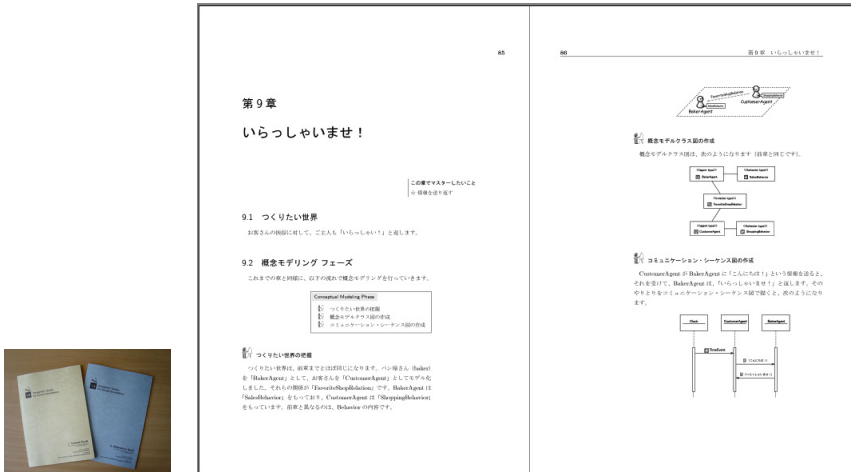 85
第9章
いらっしゃいませ！
この章でマスターしたいこと
☆ 情報を送り返す
9.1 つくりたい世界
お客さんの挨拶に対して、ご主人も「いらっしゃい！」と返します。
9.2 概念モデリング フェーズ
これまでの章と同様に、以下の流れで概念モデリングを行っていきます。
Conceptual Modeling Phase
つくりたい世界の把握
概念モデルクラス図の作成
コミュニケーション・シーケンス図の作成
つくりたい世界の把握
つくりたい世界は、前章までとほぼ同じになります。パン屋さん（baker）
を「BakerAgent」として、お客さんを「CustomerAgent」としてモデル化
しました。それらの関係が「FavoriteShopRelation」です。BakerAgent は
「SalesBehavior」をもっており、CustomerAgent は「ShoppingBehavior」
をもっています。前章と異なるのは、Behavior の内容です。
86
第9章 いらっしゃいませ！
CustomerAgent
BakerAgent
概念モデルクラス図の作成
概念モデルクラス図は、次のようになります（前章と同じです）。
BakerAgent
SalesBehavior
FavoriteShopRelation
CustomerAgent
ShoppingBehavior
コミュニケーション・シーケンス図の作成
CustomerAgent が BakerAgent に「こんにちは！」という情報を送ると、
それを受けて、BakerAgent は、「いらっしゃいませ！」と返します。その
やりとりをコミュニケーション・シーケンス図で描くと、次のようになり
ます。
Clock
CustomerAgent
BakerAgent
TimeEvent